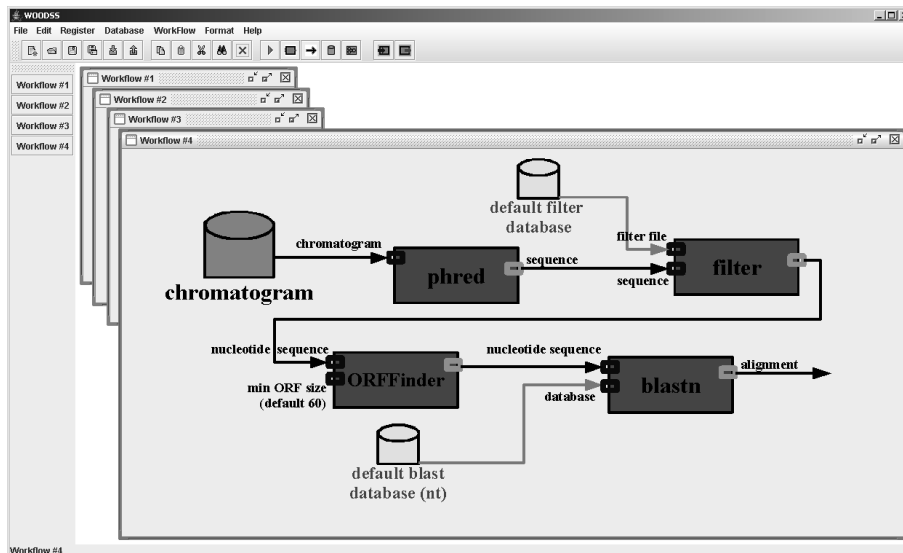 WOODSS
File Edit Register Database WorkFlow Format Help
Workflow #1
Workflow #2
Workflow #3
Workflow #4
Workflow #1
Workflow #2
Workflow #3
Workflow #4
default filter
database
chromatogram
chromatogram
phred
sequence
filter file
sequence
filter
nucleotide sequence
min ORF size
(default 60)
ORFFinder
nucleotide sequence
database
blastn
alignment
default blast
database (nt)
Workflow #4